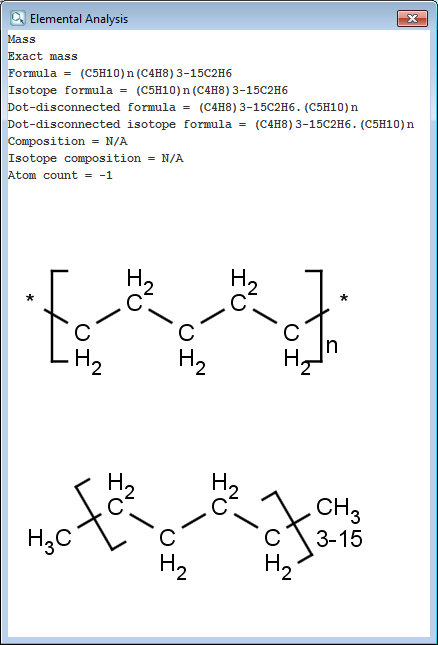 Elemental Analysis
Mass
Exact mass
Formula = (C5H10)n(C4H8)3-15C2H6
Isotope formula = (C5H10)n(C4H8)3-15C2H6
Dot-disconnected formula = (C4H8)3-15C2H6.(C5H10)n
Dot-disconnected isotope formula = (C4H8)3-15C2H6.(C5H10)n
Composition = N/A
Isotope composition = N/A
Atom count = -1
H2 H2
* C C *
C C C
H2 H2 H2 n
H2 H2
C C CH3
H3C C C 3-15
H2 H2